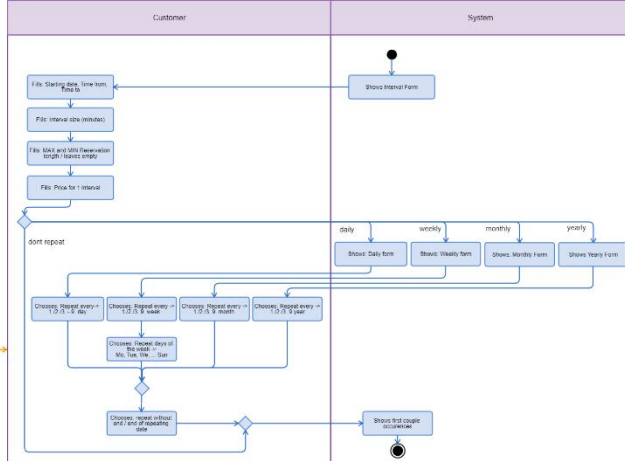 Customer
System
Shows Interval Form
Fills: Starting date, Time from,
Time to
Fills: Interval size (minutes)
Fills: MAX and MIN Reservation
length / leaves empty
Fills: Price for 1 interval
dont repeat
daily
weekly
monthly
yearly
Shows: Daily form
Shows: Weekly form
Shows: Monthly Form
Shows Yearly Form
Chooses: Repeat every->
1./2./3. - 9. day
Chooses: Repeat every ->
1./2./3. 9. week
Chooses: Repeat every ->
1./2./3. 9. month
Chooses: Repeat every ->
1./2./3. 9 year
Chooses: Repeat days of
the week ->
Mo, Tue, We, ... Sun
Chooses: repeat without
end / end of repeating
date
Shows first couple
occurences